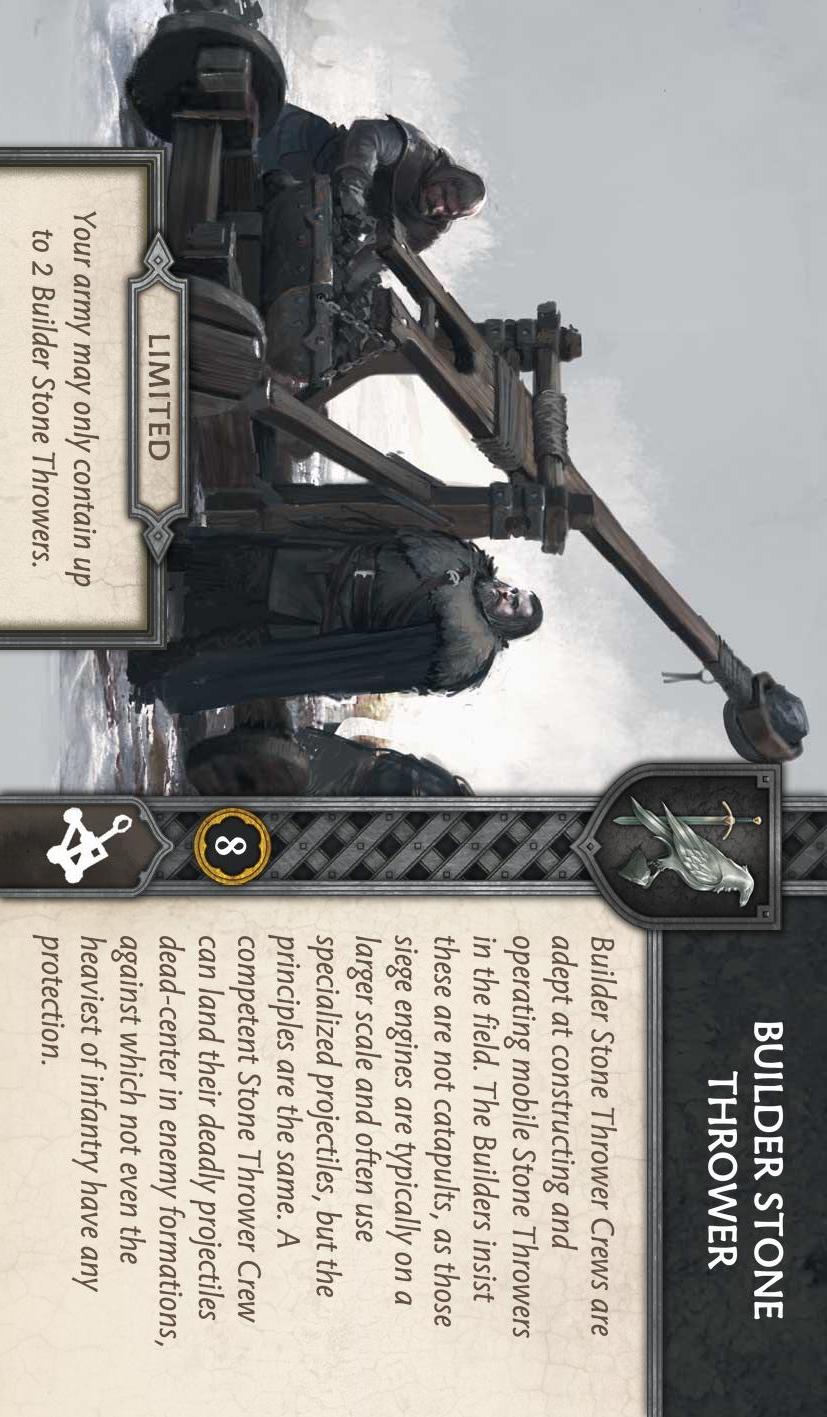 BUILDER STONE
THROWER
8
Builder Stone Thrower Crews are
adept at constructing and
operating mobile Stone Throwers
in the field. The Builders insist
these are not catapults, as those
siege engines are typically on a
larger scale and often use
specialized projectiles, but the
principles are the same. A
competent Stone Thrower Crew
can land their deadly projectiles
dead-center in enemy formations,
against which not even the
heaviest of infantry have any
protection.
LIMITED
Your army may only contain up
to 2 Builder Stone Throwers.